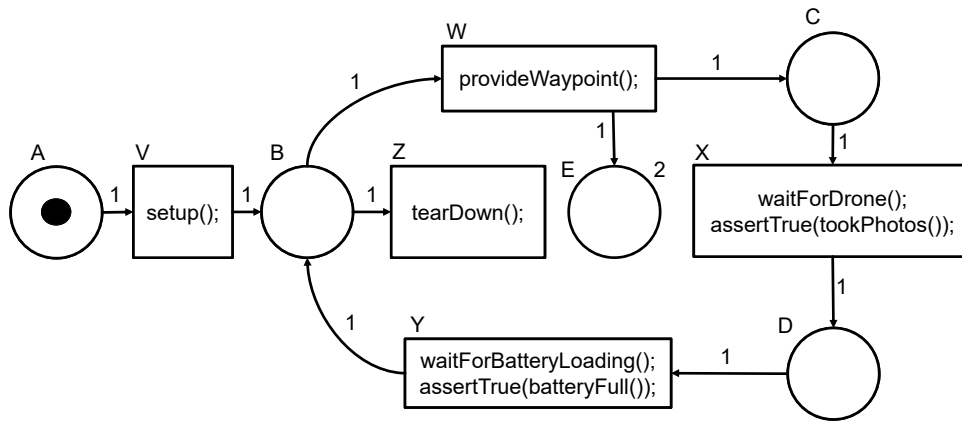 W
provideWaypoint();
1
1
1
C
1
A
V
setup();
1
1
B
1
Z
tearDown();
E
2
X
waitForDrone();
assertTrue(tookPhotos());
1
D
1
Y
waitForBatteryLoading();
assertTrue(batteryFull());
1